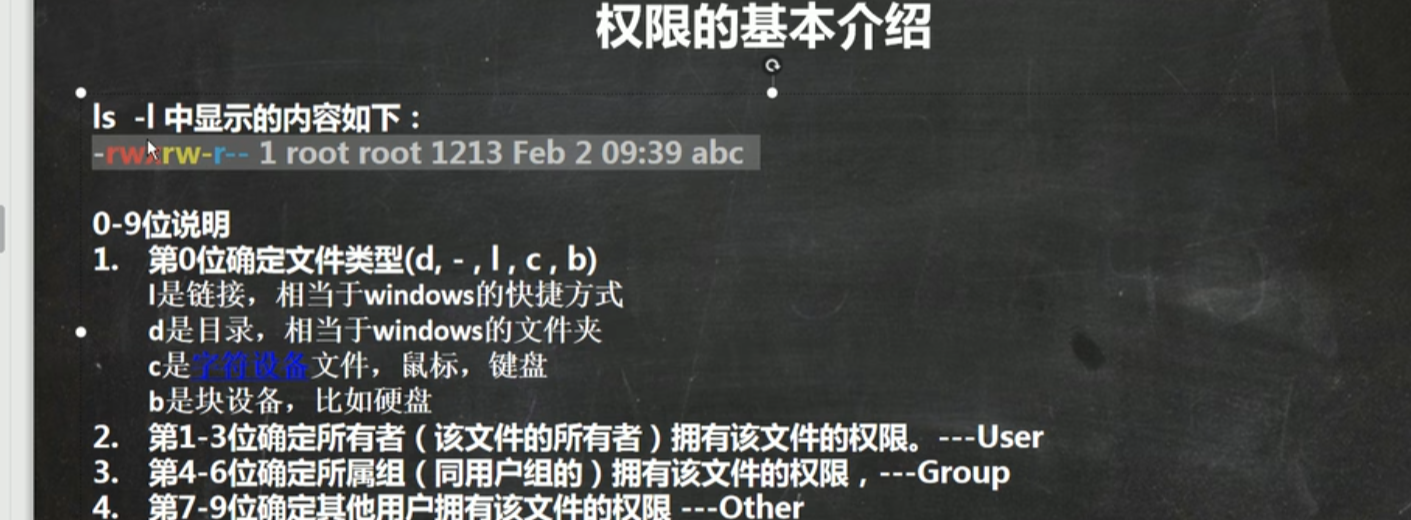 权限的基本介绍
ls -l 中显示的内容如下：
-rwxrw-r-- 1 root root 1213 Feb 2 09:39 abc
0-9位说明
1. 第0位确定文件类型(d, - , l , c , b)
l是链接，相当于windows的快捷方式
d是目录，相当于windows的文件夹
c是字符设备文件，鼠标，键盘
b是块设备，比如硬盘
2. 第1-3位确定所有者（该文件的所有者）拥有该文件的权限。---User
3. 第4-6位确定所属组（同用户组的）拥有该文件的权限，---Group
4. 第7-9位确定其他用户拥有该文件的权限 ---Other